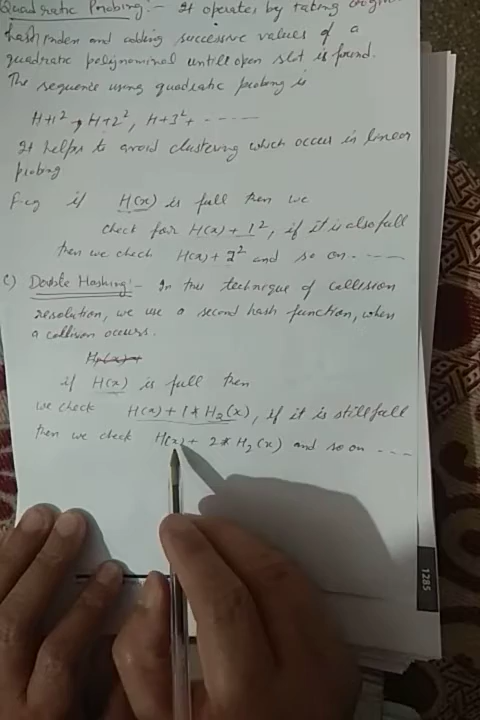 Quadratic Probing:- It operates by taking
hash index and adding successive values of a
quadratic polynominal untill open slot is found.
The sequence using quadratic probing is
H+1², H+2², H+3², - - - - -
It helps to avoid clustering which occur in linear
probing
F.eg if H(x) is full then we
check for H(x) + 1², if it is also full
then we check H(x) + 2² and so on - - - -
C) Double Hashing:- In this technique of collision
resolution, we use a second hash function, when
a collision occurs.
if H(x) is full then
we check H(x) + 1 * H₂(x), if it is still full
then we check H(x) + 2 * H₂(x) and so on - - -
1285